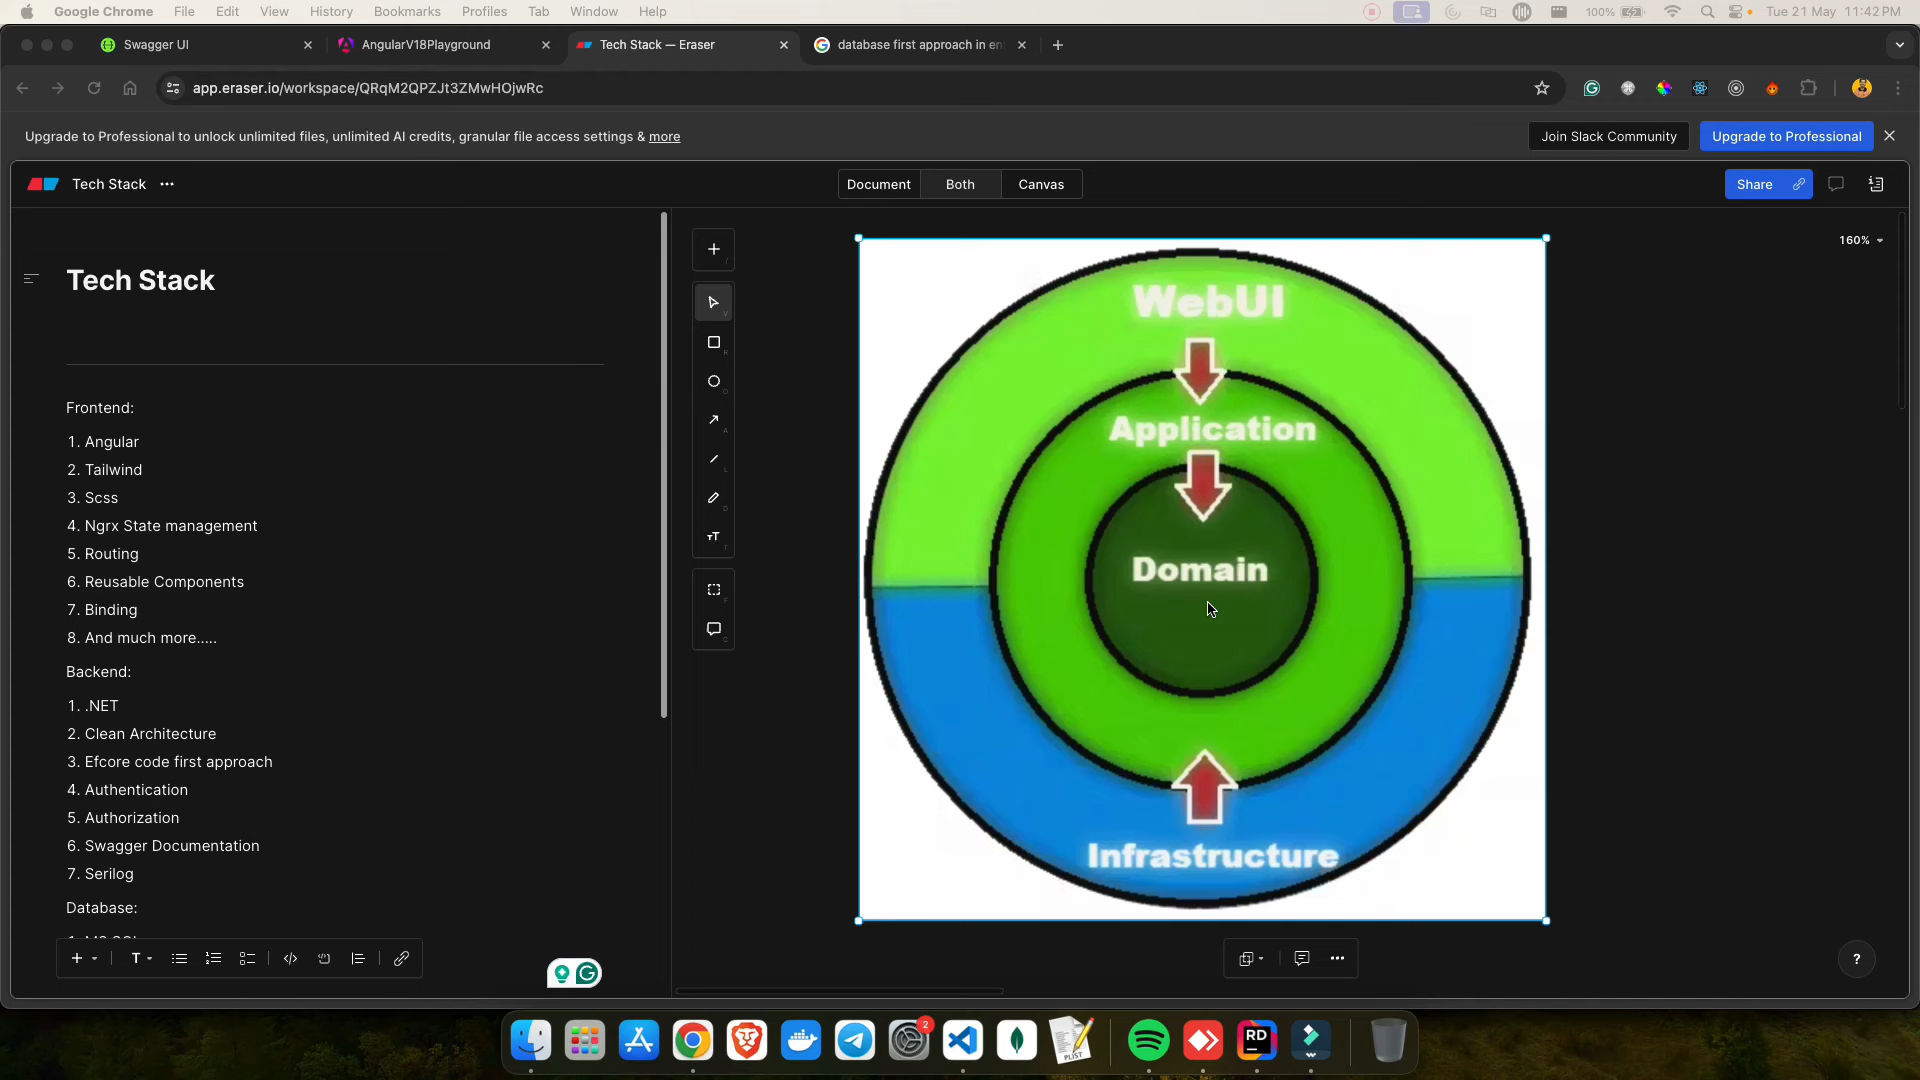 Google Chrome File Edit View History Bookmarks Profiles Tab Window Help 100% Tue 21 May 11:42 PM
Swagger UI AngularV18Playground Tech Stack — Eraser database first approach in en
app.eraser.io/workspace/QRqM2QPZJt3ZMwHOjwRc
Upgrade to Professional to unlock unlimited files, unlimited AI credits, granular file access settings & more Join Slack Community Upgrade to Professional
Tech Stack Document Both Canvas Share
160%
Tech Stack
Frontend:
1. Angular
2. Tailwind
3. Scss
4. Ngrx State management
5. Routing
6. Reusable Components
7. Binding
8. And much more.....
Backend:
1. .NET
2. Clean Architecture
3. Efcore code first approach
4. Authentication
5. Authorization
6. Swagger Documentation
7. Serilog
Database:
WebUI
Application
Domain
Infrastructure
T
?
2
PLIST
RD